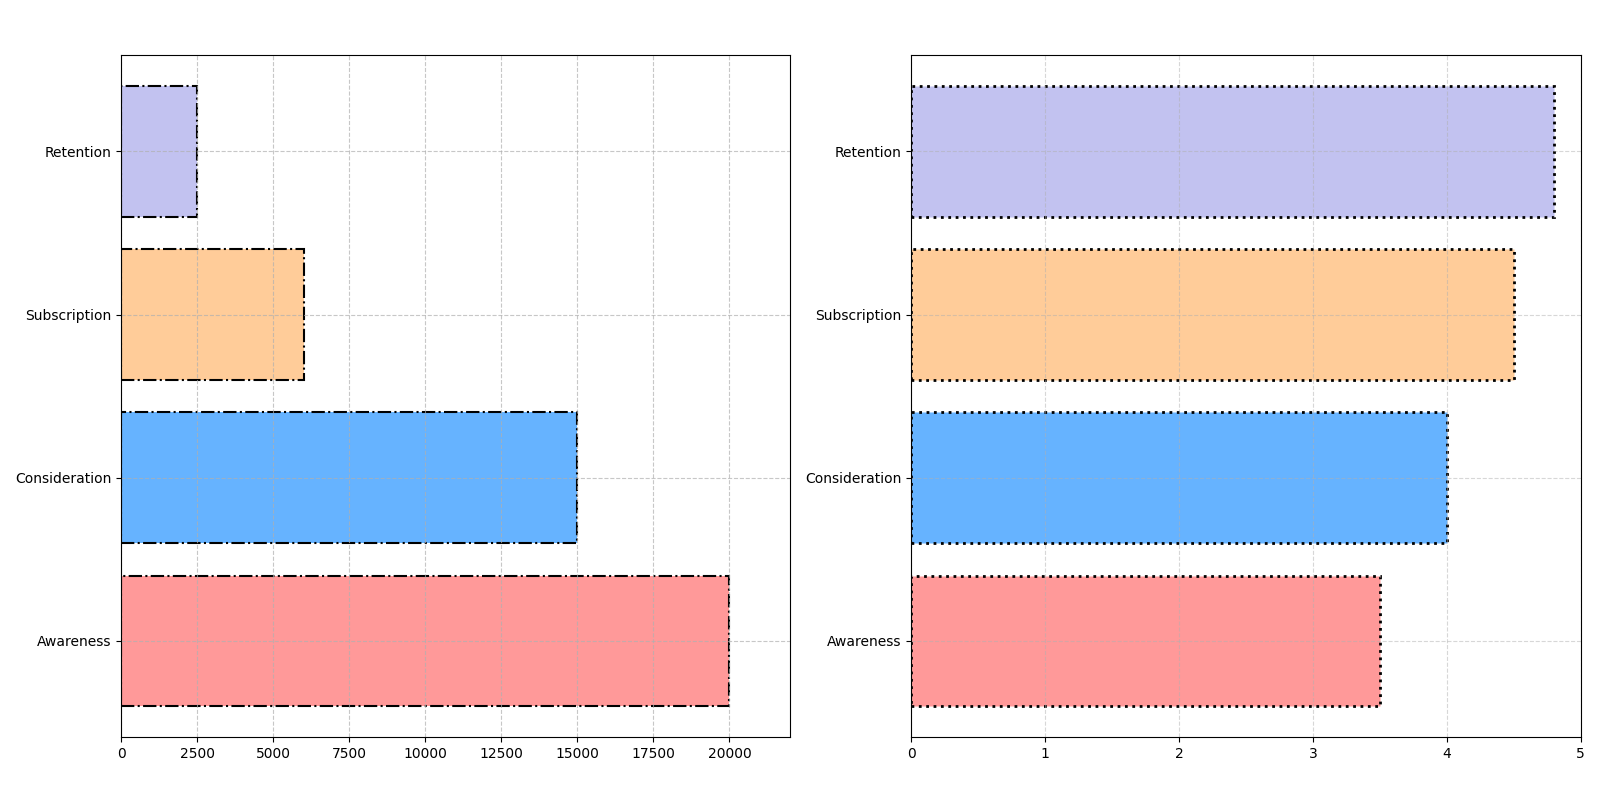 Retention
Subscription
Consideration
Awareness
0 2500 5000 7500 10000 12500 15000 17500 20000
Retention
Subscription
Consideration
Awareness
0 1 2 3 4 5